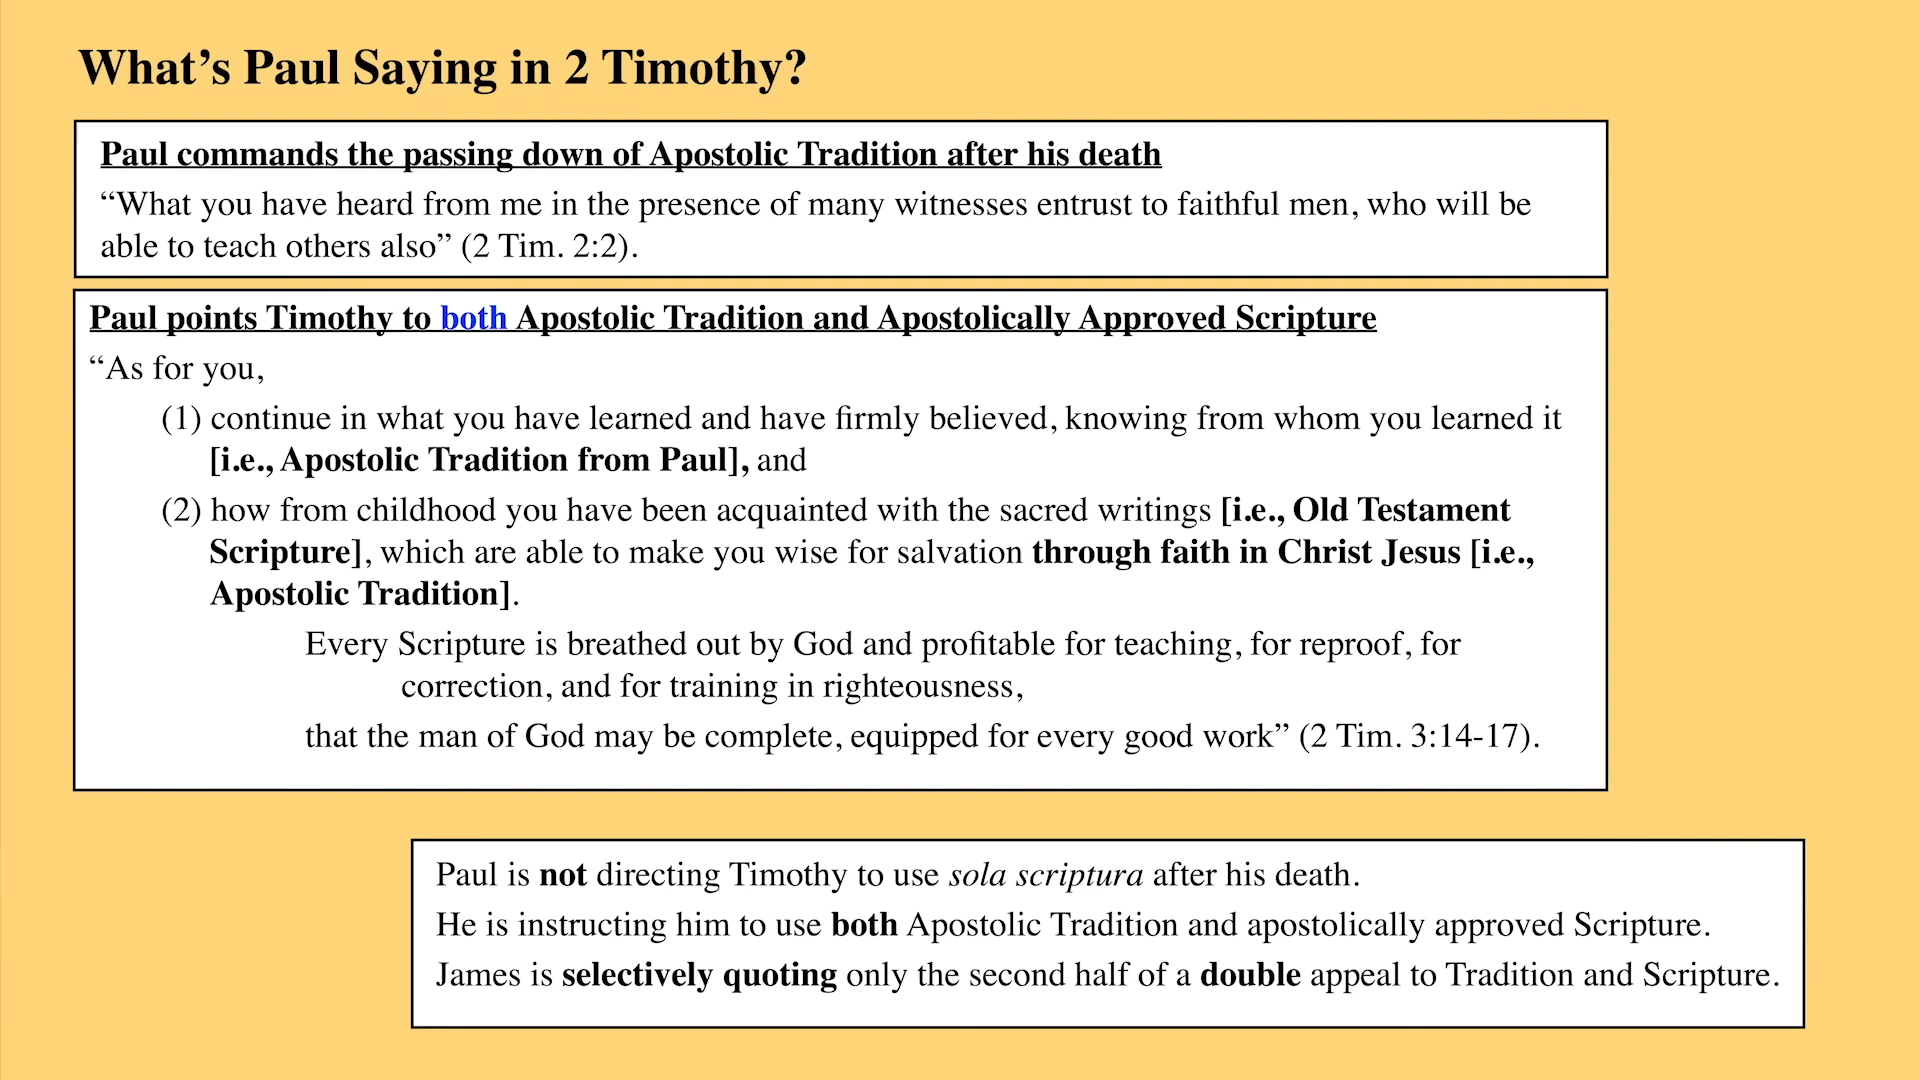 What’s Paul Saying in 2 Timothy?
Paul commands the passing down of Apostolic Tradition after his death
“What you have heard from me in the presence of many witnesses entrust to faithful men, who will be
able to teach others also” (2 Tim. 2:2).
Paul points Timothy to both Apostolic Tradition and Apostolically Approved Scripture
“As for you,
(1) continue in what you have learned and have firmly believed, knowing from whom you learned it
[i.e., Apostolic Tradition from Paul], and
(2) how from childhood you have been acquainted with the sacred writings [i.e., Old Testament
Scripture], which are able to make you wise for salvation through faith in Christ Jesus [i.e.,
Apostolic Tradition].
Every Scripture is breathed out by God and profitable for teaching, for reproof, for
correction, and for training in righteousness,
that the man of God may be complete, equipped for every good work” (2 Tim. 3:14-17).
Paul is not directing Timothy to use sola scriptura after his death.
He is instructing him to use both Apostolic Tradition and apostolically approved Scripture.
James is selectively quoting only the second half of a double appeal to Tradition and Scripture.